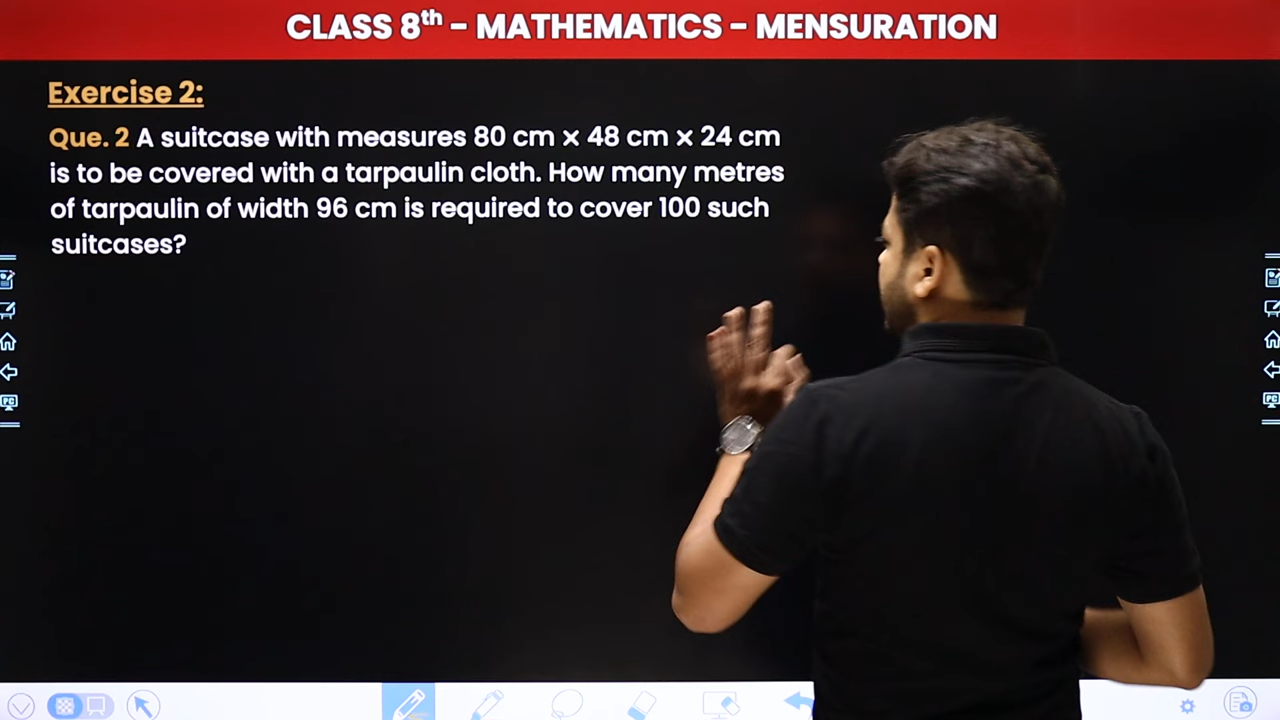 CLASS 8th - MATHEMATICS - MENSURATION
Exercise 2:
Que. 2 A suitcase with measures 80 cm × 48 cm × 24 cm
is to be covered with a tarpaulin cloth. How many metres
of tarpaulin of width 96 cm is required to cover 100 such
suitcases?
PC
PC